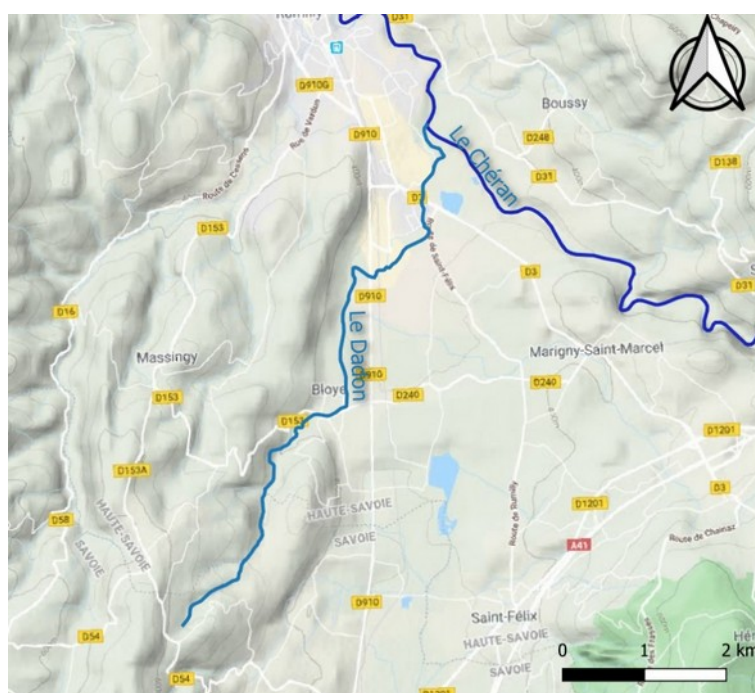 Rumilly
D31
D910G
Boussy
D910
D248
Rue de Verdun
Le Chéran
D31
D138
Route de Cessens
D3
D153
Route de Saint-Félix
D3
D31
D16
D910
Le Dadon
Massingy
Marigny-Saint-Marcel
D910
Bloye
D240
D240
D153
D153
D1201
D153A
D3
HAUTE-SAVOIE
SAVOIE
Route de Rumilly
D1201
HAUTE-SAVOIE
SAVOIE
D58
A41
Route de Chainaz
D910
Saint-Félix
HAUTE-SAVOIE
SAVOIE
D54
D54
0 1 2 km